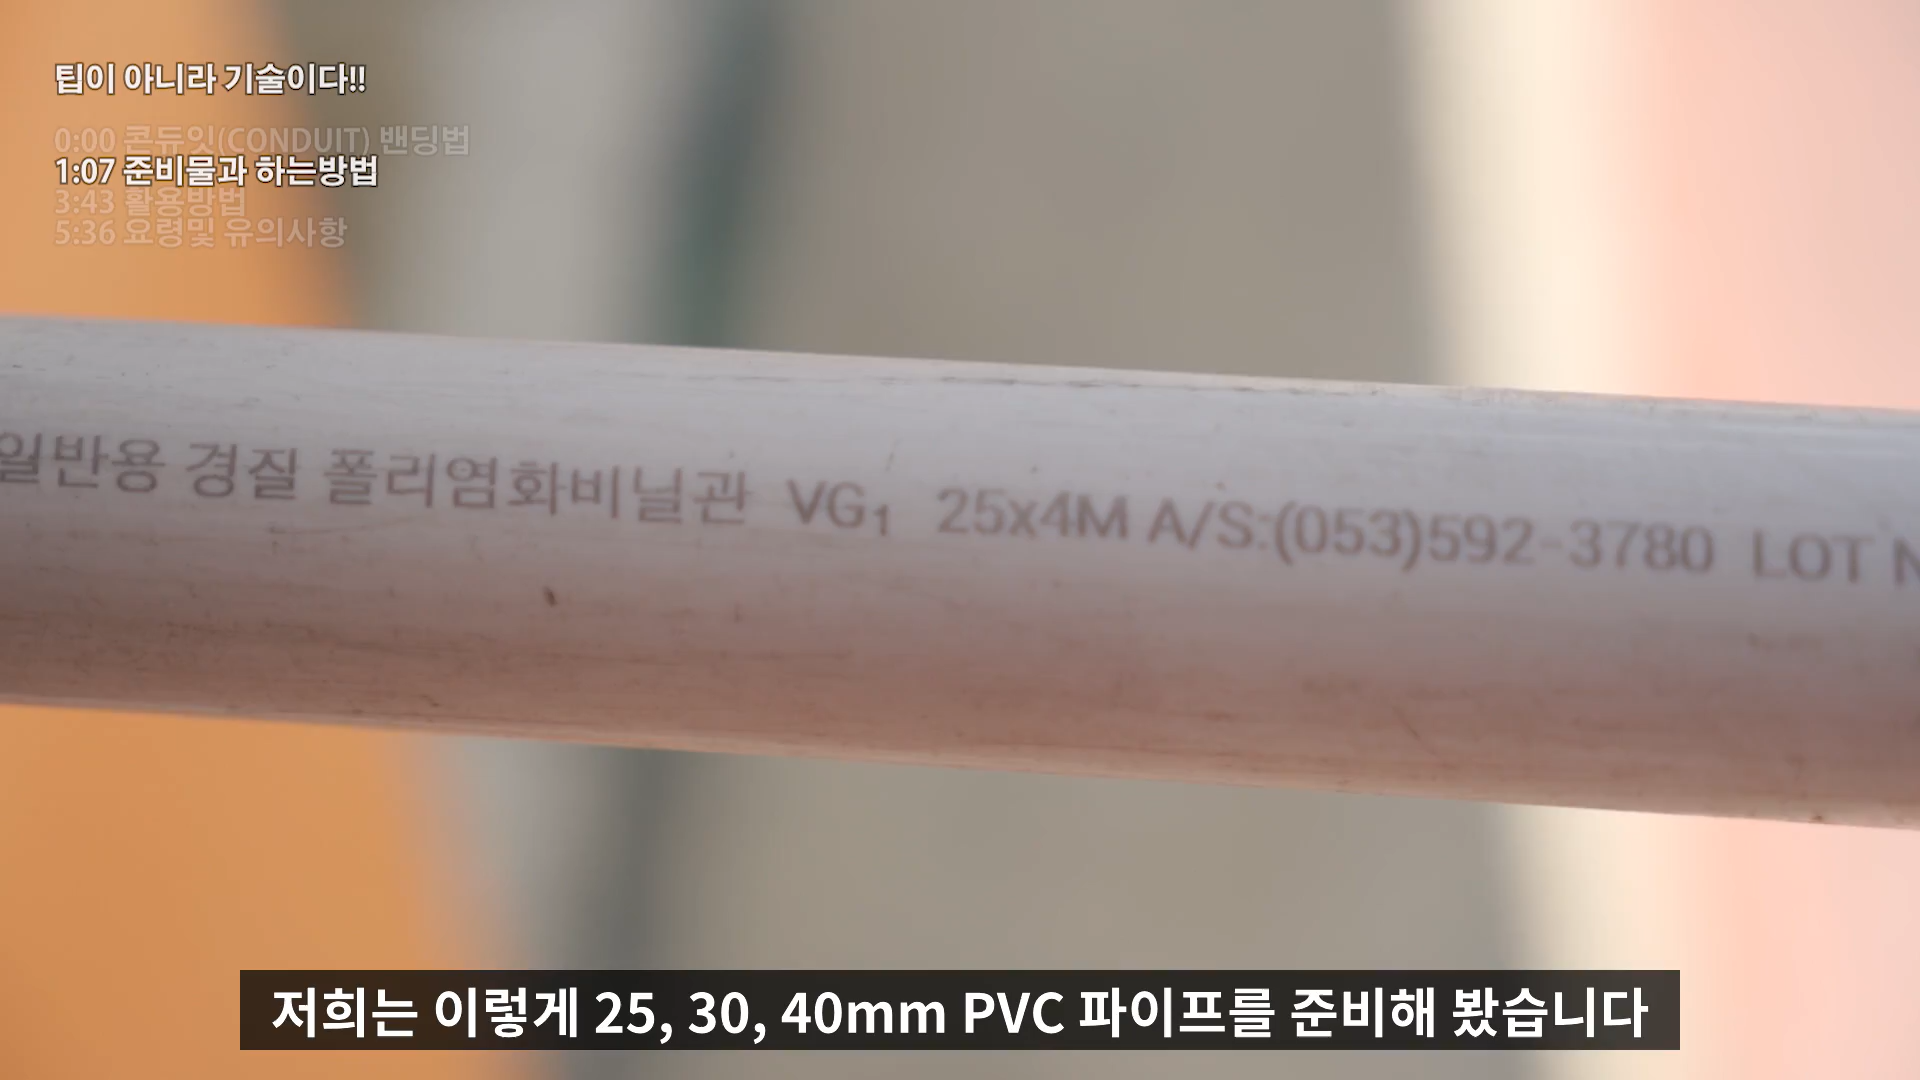 팁이 아니라 기술이다!!
0:00 콘듀잇(CONDUIT) 밴딩법
1:07 준비물과 하는방법
3:43 활용방법
5:36 요령및 유의사항
일반용 경질 폴리염화비닐관 VG₁ 25x4M A/S:(053)592-3780 LOT
저희는 이렇게 25, 30, 40mm PVC 파이프를 준비해 봤습니다